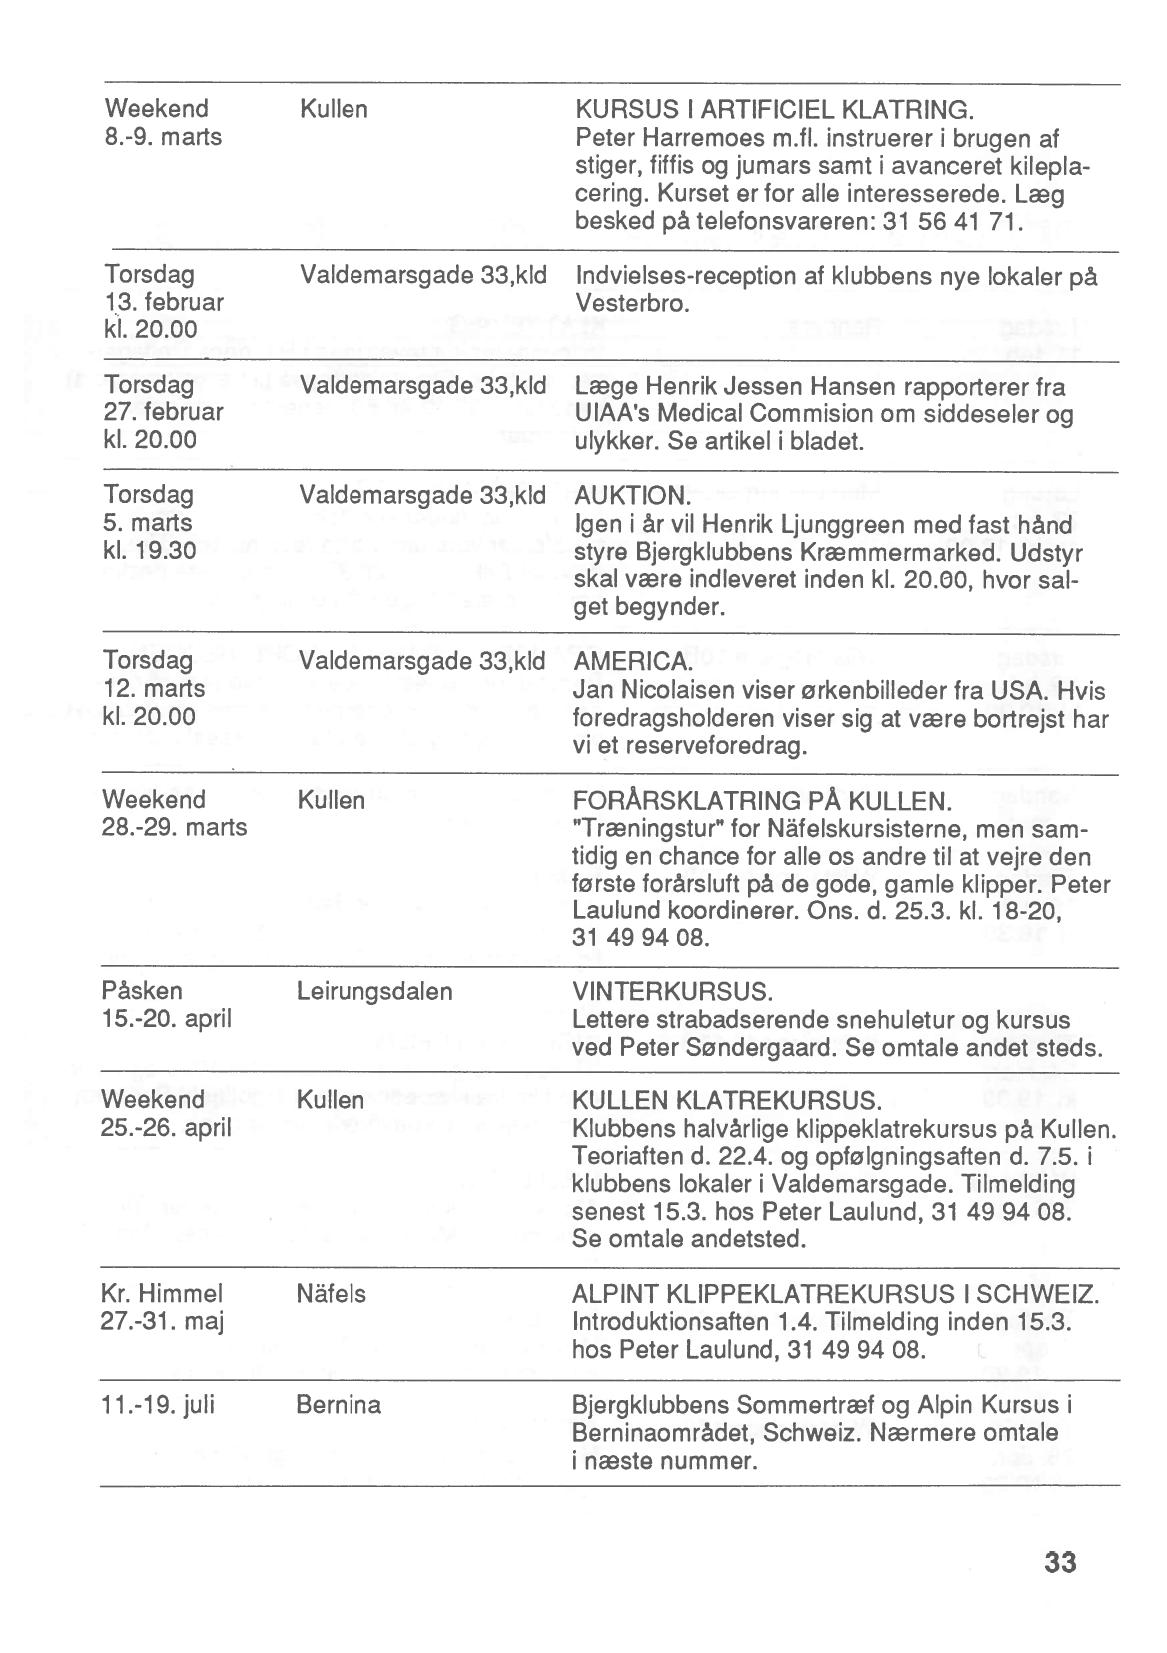 Weekend Kullen KURSUS I ARTIFICIEL KLATRING.
8.-9. marts Peter Harremoes m.fl. instruerer i brugen af
stiger, fiffis og jumars samt i avanceret kilepla-
cering. Kurset er for alle interesserede. Læg
besked på telefonsvareren: 31 56 41 71.
Torsdag Valdemarsgade 33,kld Indvielses-reception af klubbens nye lokaler på
13. februar Vesterbro.
kl. 20.00
Torsdag Valdemarsgade 33,kld Læge Henrik Jessen Hansen rapporterer fra
27. februar UIAA's Medical Commision om siddeseler og
kl. 20.00 ulykker. Se artikel i bladet.
Torsdag Valdemarsgade 33,kld AUKTION.
5. marts Igen i år vil Henrik Ljunggreen med fast hånd
kl. 19.30 styre Bjergklubbens Kræmmermarked. Udstyr
skal være indleveret inden kl. 20.00, hvor sal-
get begynder.
Torsdag Valdemarsgade 33,kld AMERICA.
12. marts Jan Nicolaisen viser ørkenbilleder fra USA. Hvis
kl. 20.00 foredragsholderen viser sig at være bortrejst har
vi et reserveforedrag.
Weekend Kullen FORÅRSKLATRING PÅ KULLEN.
28.-29. marts "Træningstur" for Näfelskursisterne, men sam-
tidig en chance for alle os andre til at vejre den
første forårsluft på de gode, gamle klipper. Peter
Laulund koordinerer. Ons. d. 25.3. kl. 18-20,
31 49 94 08.
Påsken Leirungsdalen VINTERKURSUS.
15.-20. april Lettere strabadserende snehuletur og kursus
ved Peter Søndergaard. Se omtale andet steds.
Weekend Kullen KULLEN KLATREKURSUS.
25.-26. april Klubbens halvårlige klippeklatrekursus på Kullen.
Teoriaften d. 22.4. og opfølgningsaften d. 7.5. i
klubbens lokaler i Valdemarsgade. Tilmelding
senest 15.3. hos Peter Laulund, 31 49 94 08.
Se omtale andetsted.
Kr. Himmel Näfels ALPINT KLIPPEKLATREKURSUS I SCHWEIZ.
27.-31. maj Introduktionsaften 1.4. Tilmelding inden 15.3.
hos Peter Laulund, 31 49 94 08.
11.-19. juli Bernina Bjergklubbens Sommertræf og Alpin Kursus i
Berninaområdet, Schweiz. Nærmere omtale
i næste nummer.
33